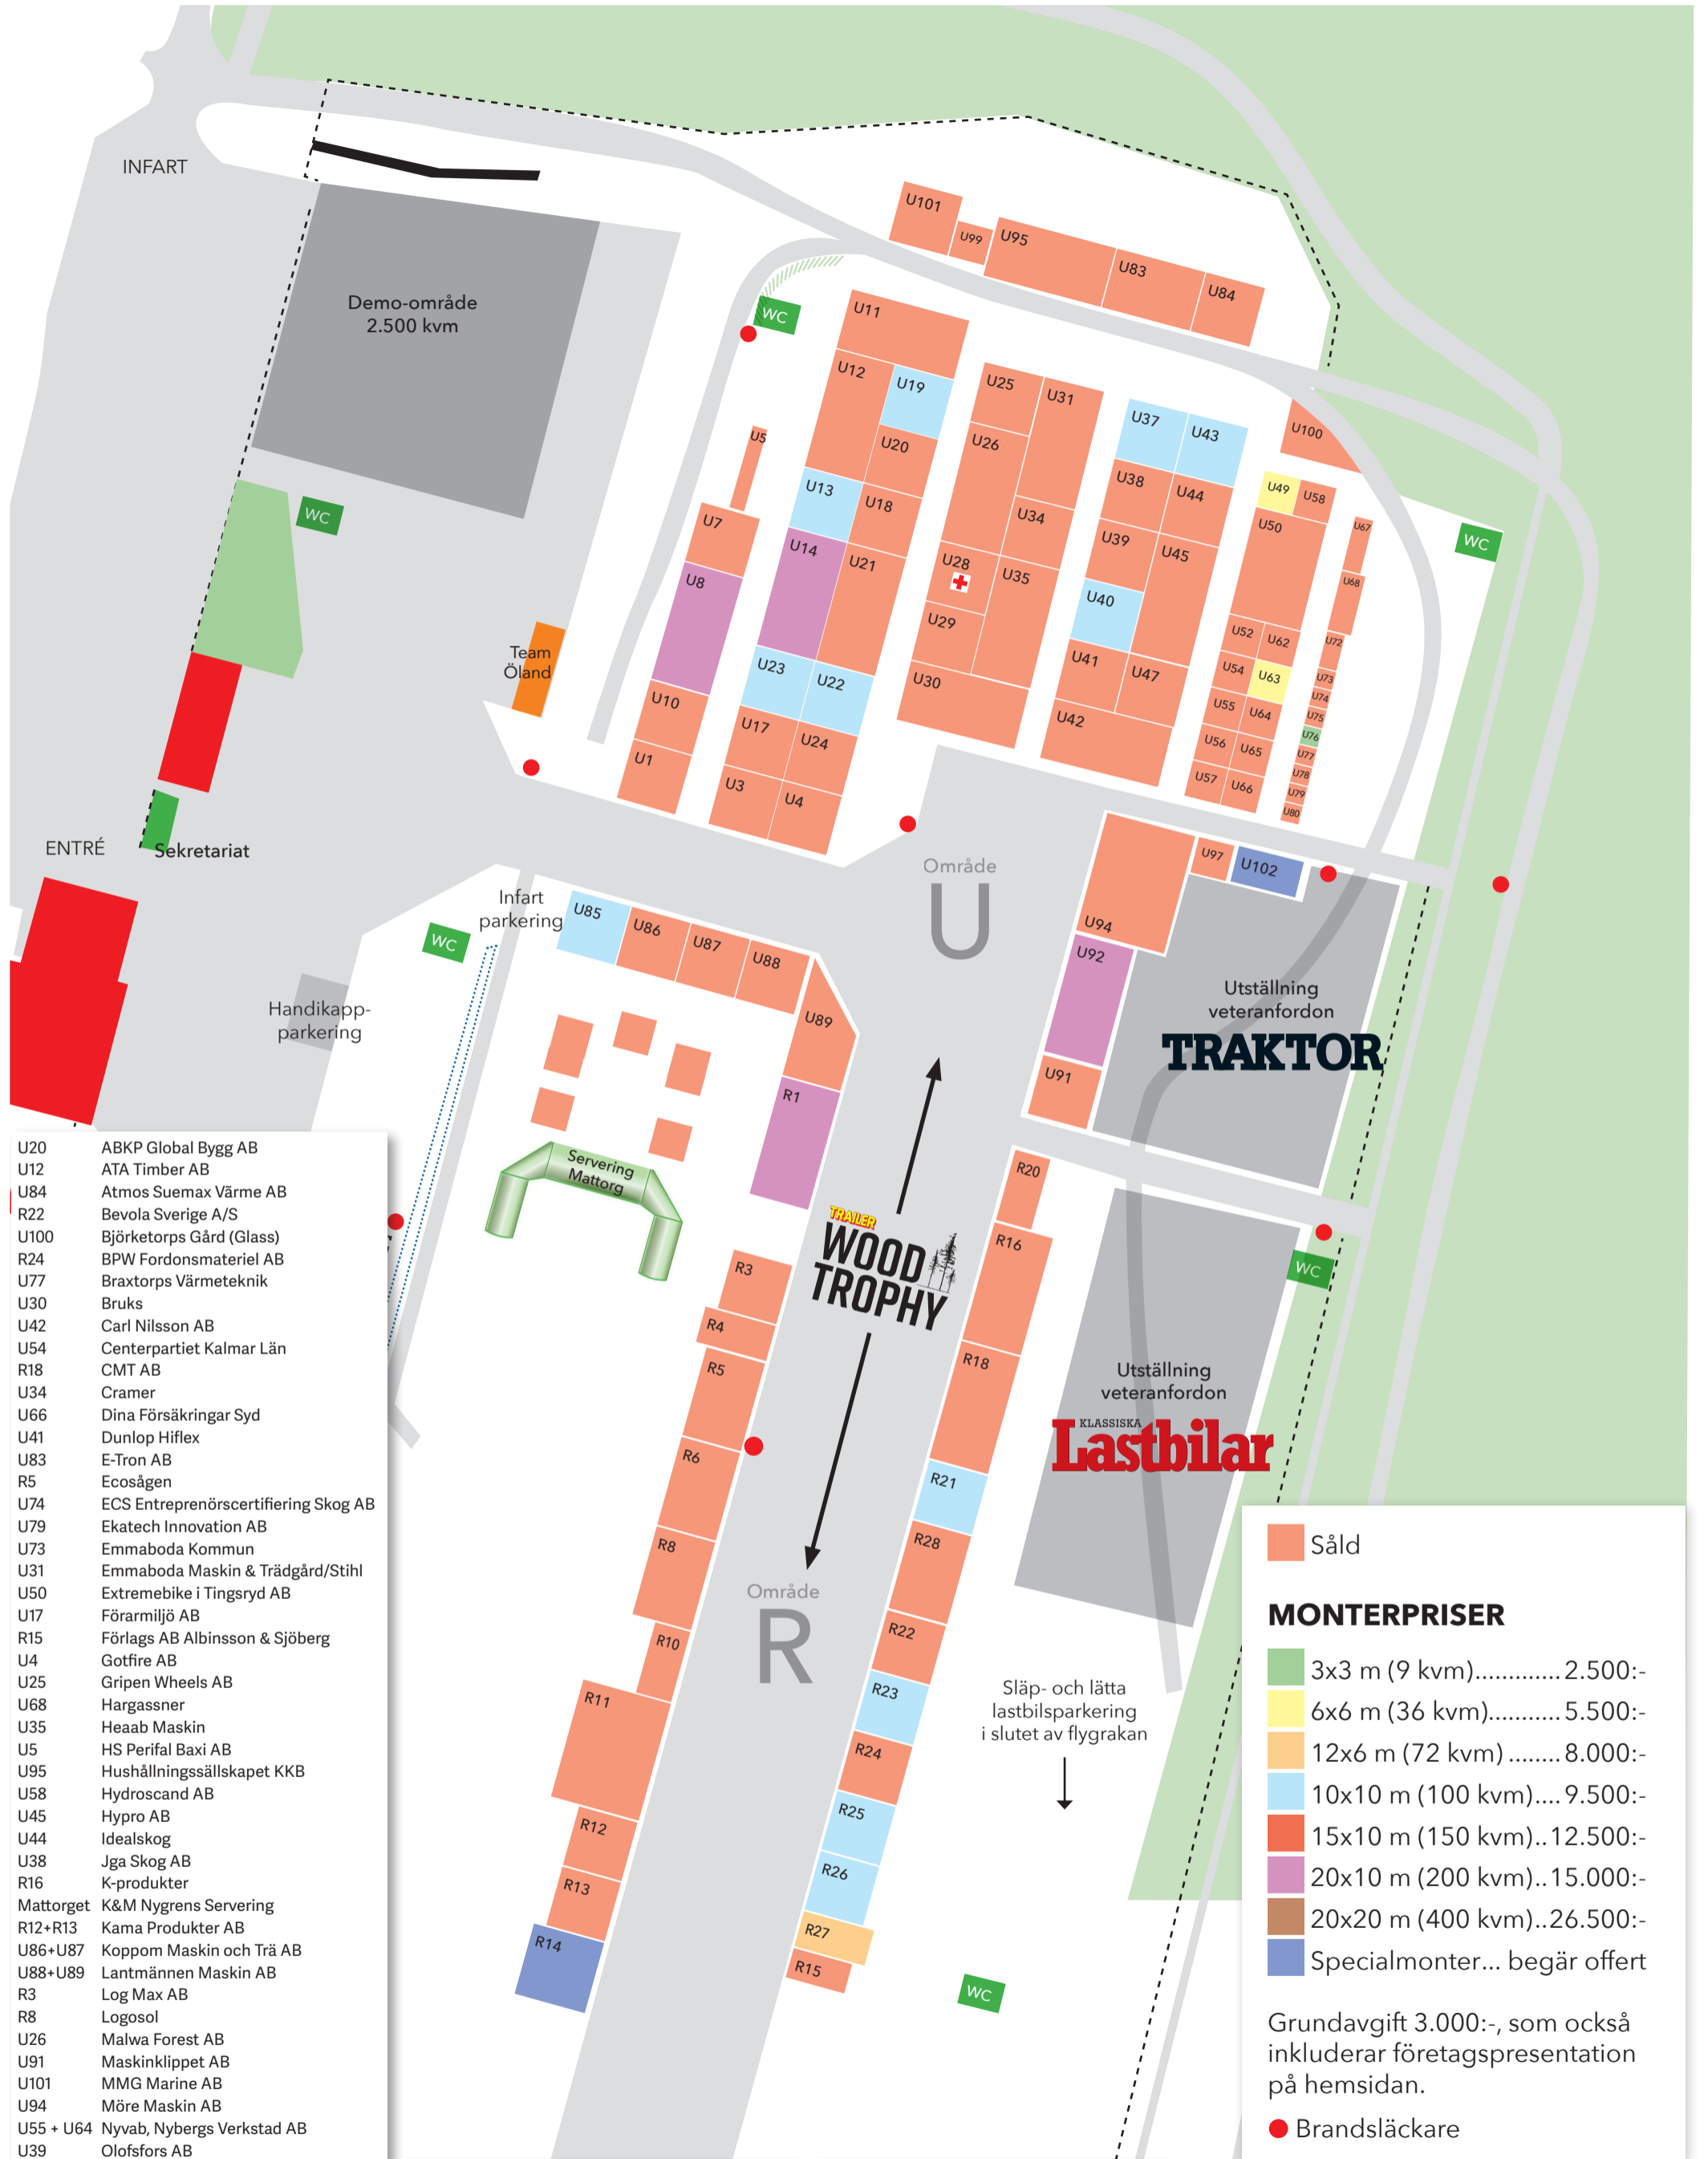 INFART
Demo-område
2.500 kvm
WC
WC
Team
Öland
U101
U99
U95
U83
U84
U11
U12
U19
U20
U13
U18
U14
U21
U23
U22
U17
U24
U3
U4
U5
U7
U8
U10
U1
U25
U31
U26
U34
U28
U35
U29
U30
U37
U43
U38
U44
U39
U45
U40
U41
U47
U42
U100
U49
U58
U50
U52
U62
U54
U63
U55
U64
U56
U65
U57
U66
U67
U68
U72
U73
U74
U75
U76
U77
U78
U79
U80
WC
ENTRÉ
Sekretariat
Infart
parkering
WC
Handikapp-
parkering
U85
U86
U87
U88
U89
R1
Område
U
U94
U97
U102
U92
U91
Utställning
veteranfordon
TRAKTOR
Servering
Mattorg
TRAILER
WOOD
TROPHY
R20
R16
R18
R21
R28
R22
R23
R24
R25
R26
R27
R15
WC
Utställning
veteranfordon
KLASSISKA
Lastbilar
R3
R4
R5
R6
R8
R10
R11
R12
R13
R14
Område
R
Släp- och lätta
lastbilsparkering
i slutet av flygrakan
WC
U20 ABKP Global Bygg AB
U12 ATA Timber AB
U84 Atmos Suemax Värme AB
R22 Bevola Sverige A/S
U100 Björketorps Gård (Glass)
R24 BPW Fordonsmateriel AB
U77 Braxtorps Värmeteknik
U30 Bruks
U42 Carl Nilsson AB
U54 Centerpartiet Kalmar Län
R18 CMT AB
U34 Cramer
U66 Dina Försäkringar Syd
U41 Dunlop Hiflex
U83 E-Tron AB
R5 Ecosågen
U74 ECS Entreprenörscertifiering Skog AB
U79 Ekatech Innovation AB
U73 Emmaboda Kommun
U31 Emmaboda Maskin & Trädgård/Stihl
U50 Extremebike i Tingsryd AB
U17 Förarmiljö AB
R15 Förlags AB Albinsson & Sjöberg
U4 Gotfire AB
U25 Gripen Wheels AB
U68 Hargassner
U35 Heaab Maskin
U5 HS Perifal Baxi AB
U95 Hushållningssällskapet KKB
U58 Hydroscand AB
U45 Hypro AB
U44 Idealskog
U38 Jga Skog AB
R16 K-produkter
Mattorget K&M Nygrens Servering
R12+R13 Kama Produkter AB
U86+U87 Koppom Maskin och Trä AB
U88+U89 Lantmännen Maskin AB
R3 Log Max AB
R8 Logosol
U26 Malwa Forest AB
U91 Maskinklippet AB
U101 MMG Marine AB
U94 Möre Maskin AB
U55 + U64 Nyvab, Nybergs Verkstad AB
U39 Olofsfors AB
Såld
MONTERPRISER
3x3 m (9 kvm)............2.500:-
6x6 m (36 kvm)...........5.500:-
12x6 m (72 kvm) ........8.000:-
10x10 m (100 kvm)....9.500:-
15x10 m (150 kvm)..12.500:-
20x10 m (200 kvm)..15.000:-
20x20 m (400 kvm)..26.500:-
Specialmonter... begär offert
Grundavgift 3.000:-, som också
inkluderar företagspresentation
på hemsidan.
Brandsläckare